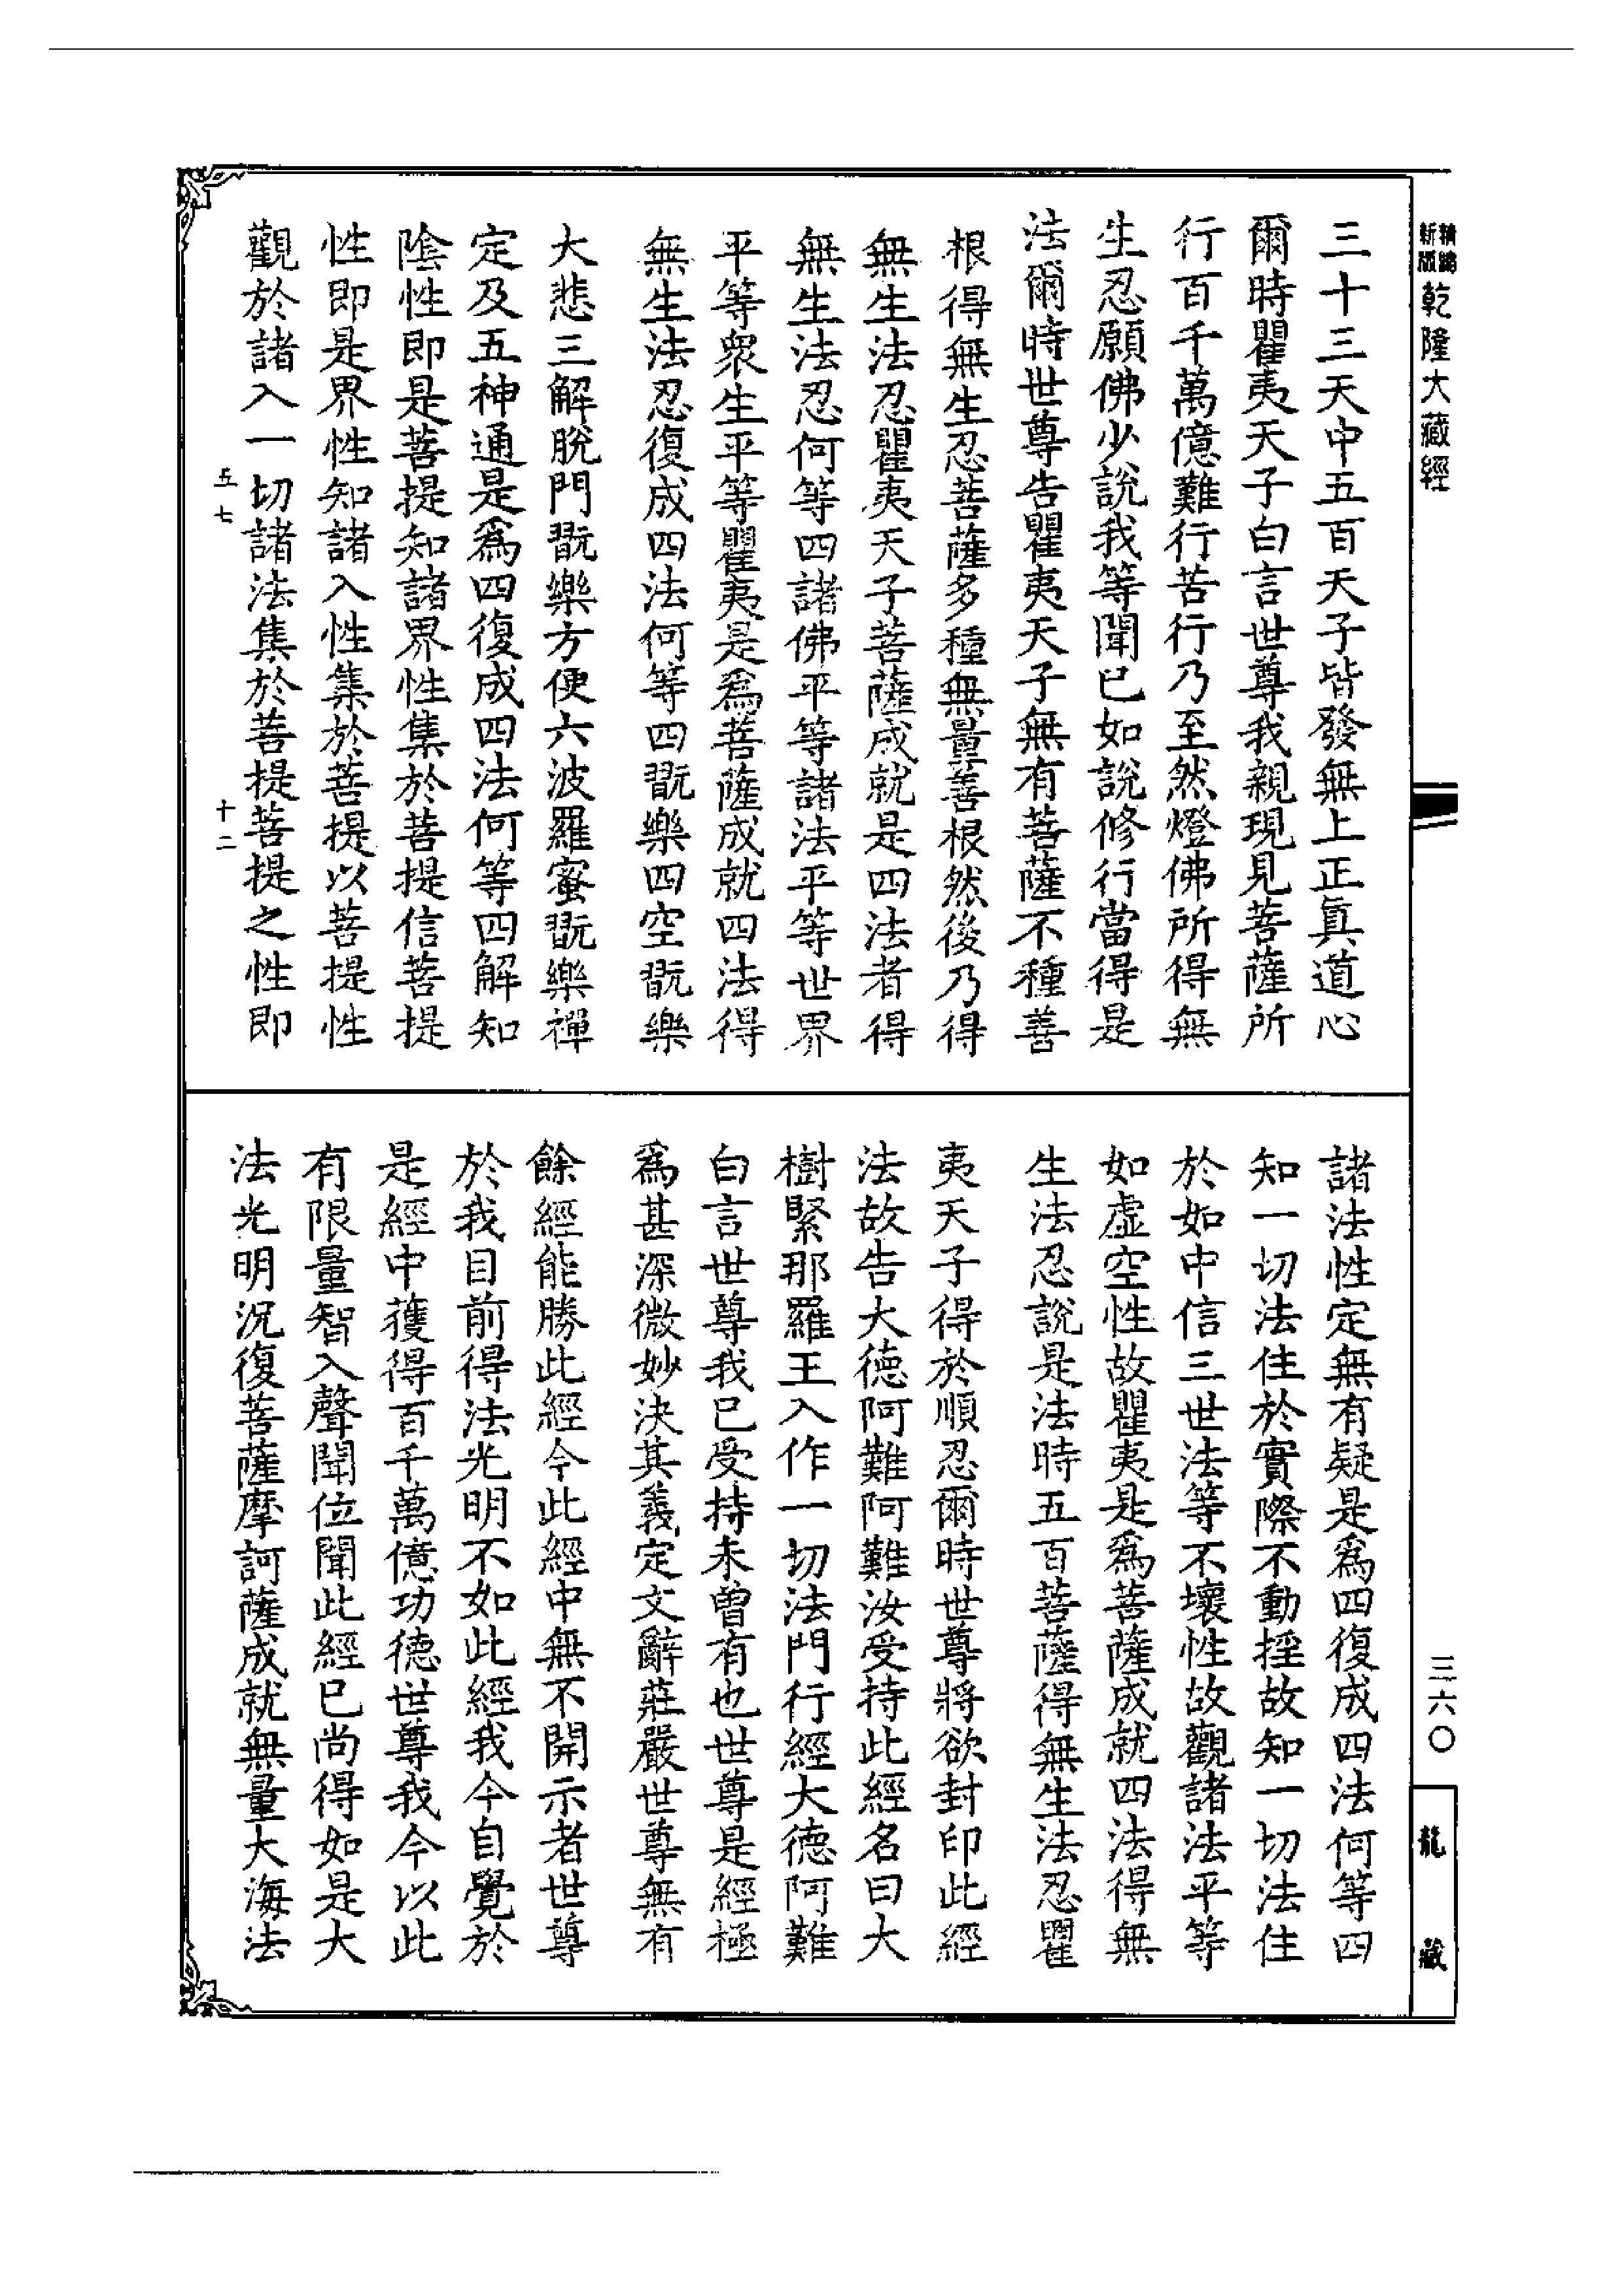 新版精編乾隆大藏經
三十三天中五百天子皆發無上正眞道心
爾時瞿夷天子白言世尊我親現見菩薩所
行百千萬億難行苦行乃至然燈佛所得無
生忍願佛少說我等聞已如說修行當得是
法爾時世尊告瞿夷天子無有菩薩不種善
根得無生忍菩薩多種無量善根然後乃得
無生法忍瞿夷天子菩薩成就是四法者得
無生法忍何等四諸佛平等諸法平等世界
平等衆生平等瞿夷是爲菩薩成就四法得
無生法忍復成四法何等四翫樂四空翫樂
大悲三解脫門翫樂方便六波羅蜜翫樂禪
定及五神通是爲四復成四法何等四解知
陰性即是菩提知諸界性集於菩提信菩提
性即是界性知諸入性集於菩提以菩提性
觀於諸入一切諸法集於菩提菩提之性即
五七
十二
諸法性定無有疑是爲四復成四法何等四
知一切法住於實際不動搖故知一切法住
於如中信三世法等不壞性故觀諸法平等
如虛空性故瞿夷是爲菩薩成就四法得無
生法忍說是法時五百菩薩得無生法忍瞿
夷天子得於順忍爾時世尊將欲封印此經
法故告大德阿難阿難汝受持此經名曰大
樹緊那羅王入作一切法門行經大德阿難
白言世尊我已受持未曾有也世尊是經極
爲甚深微妙決其義定文辭莊嚴世尊無有
餘經能勝此經今此經中無不開示者世尊
於我目前得法光明不如此經我今自覺於
是經中獲得百千萬億功德世尊我今以此
有限量智入聲聞位聞此經已尚得如是大
法光明況復菩薩摩訶薩成就無量大海法
三六〇
龍藏